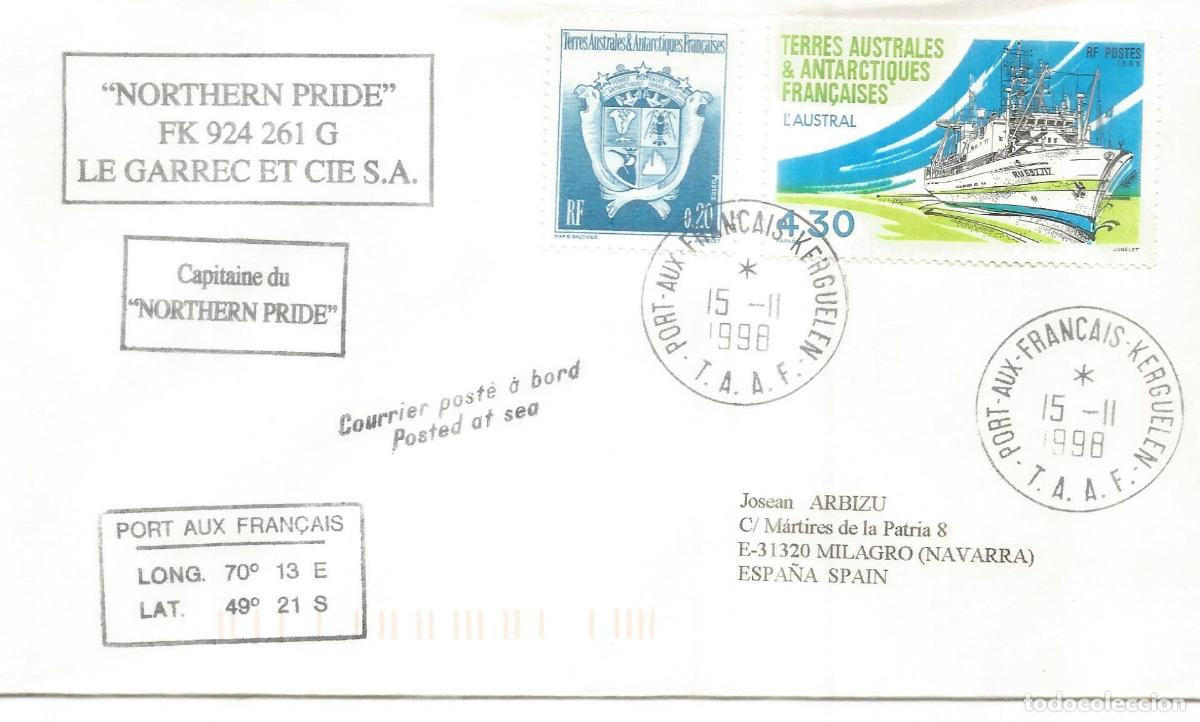 "NORTHERN PRIDE"
FK 924 261 G
LE GARREC ET CIE S.A.
Capitaine du
"NORTHERN PRIDE"
Courrier posté à bord
Posted at sea
PORT AUX FRANÇAIS
LONG. 70° 13 E
LAT. 49° 21 S
Terres Australes & Antarctiques Françaises
RF
0,20
POSTES
TERRES AUSTRALES
& ANTARCTIQUES
FRANÇAISES
L'AUSTRAL
RF POSTES
4,30
JUMELET
PORT-AUX-FRANÇAIS-KERGUELEN
*
15 -11
1998
- T.A.A.F. -
PORT-AUX-FRANÇAIS-KERGUELEN
*
15 -11
1998
- T.A.A.F. -
Josean ARBIZU
C/ Mártires de la Patria 8
E-31320 MILAGRO (NAVARRA)
ESPAÑA SPAIN
todocoleccion.net